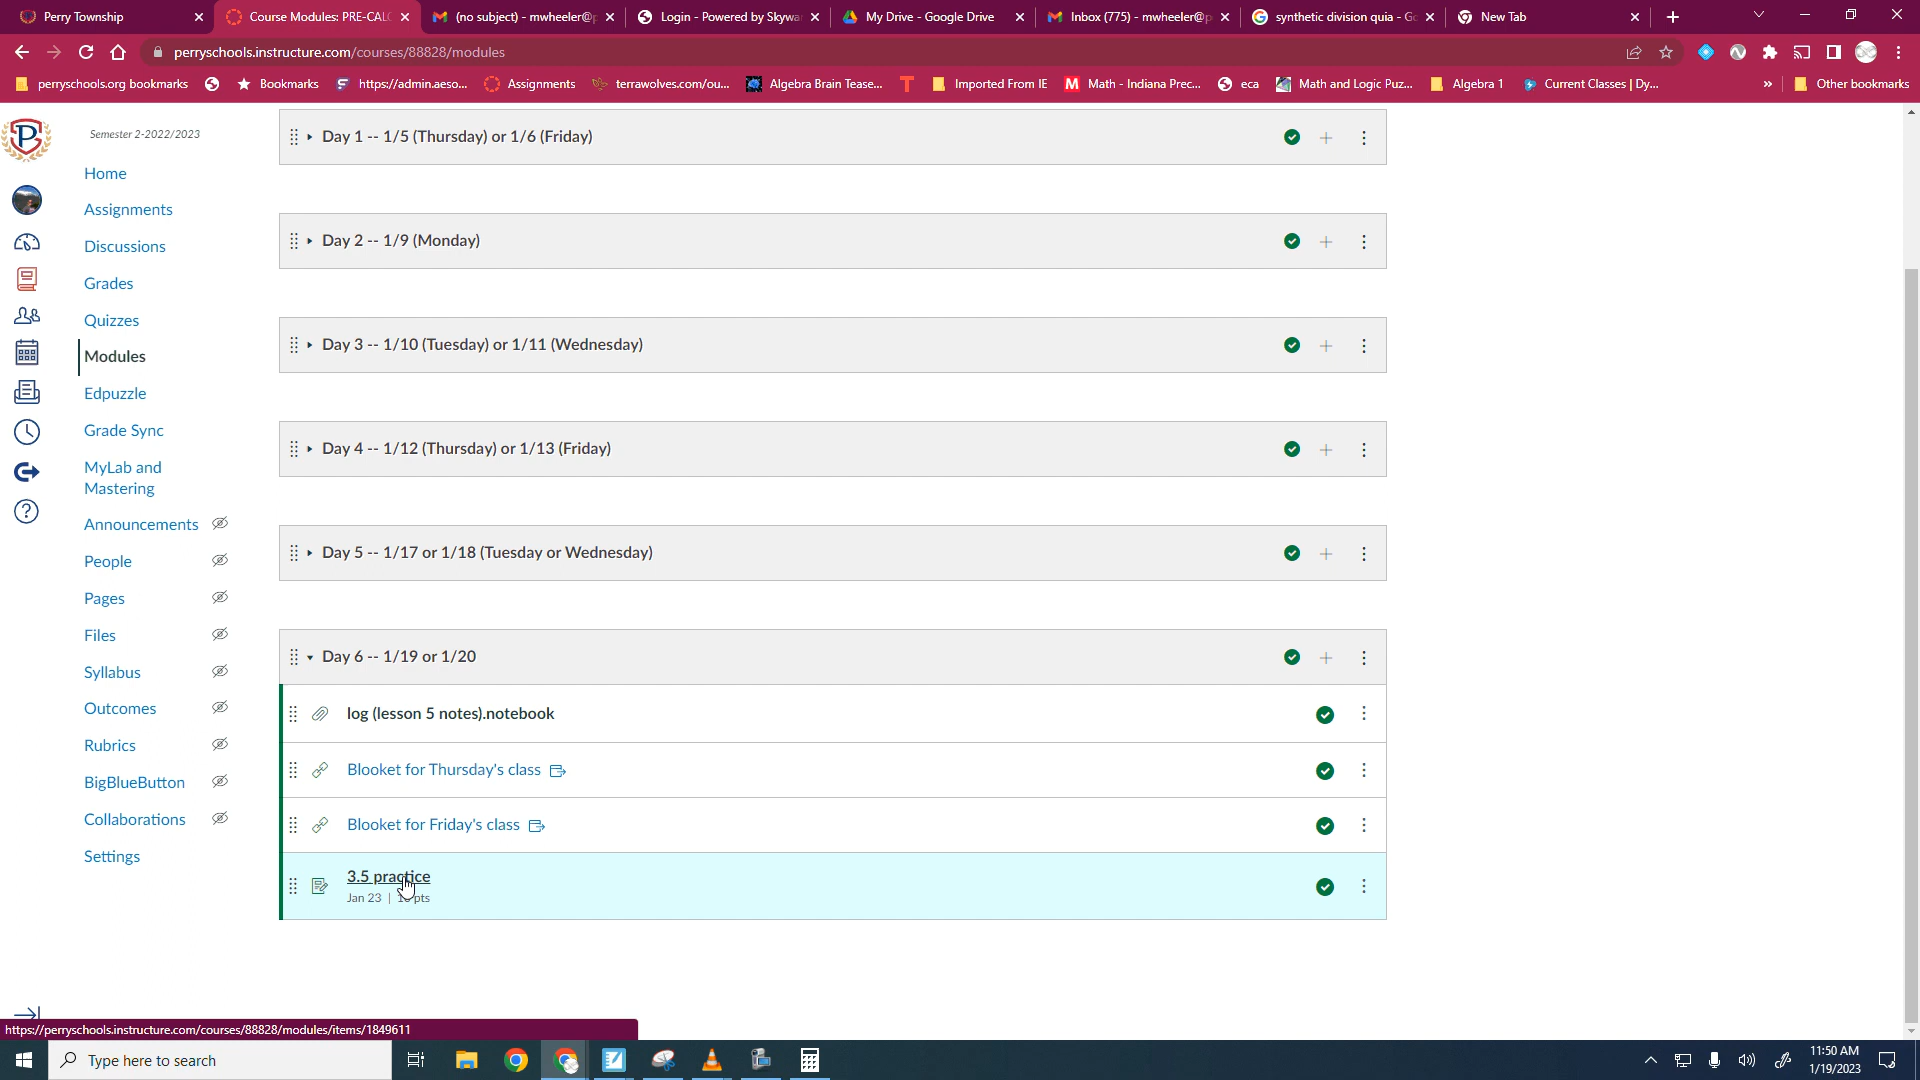 Perry Township
Course Modules: PRE-CALC
(no subject) - mwheeler@p
Login - Powered by Skywa
My Drive - Google Drive
Inbox (775) - mwheeler@p
synthetic division quia - Go
New Tab
perryschools.instructure.com/courses/88828/modules
perryschools.org bookmarks
Bookmarks
https://admin.aeso...
Assignments
terrawolves.com/ou...
Algebra Brain Tease...
Imported From IE
Math - Indiana Prec...
eca
Math and Logic Puz...
Algebra 1
Current Classes | Dy...
»
Other bookmarks
Semester 2-2022/2023
Home
Assignments
Discussions
Grades
Quizzes
Modules
Edpuzzle
Grade Sync
MyLab and
Mastering
Announcements
People
Pages
Files
Syllabus
Outcomes
Rubrics
BigBlueButton
Collaborations
Settings
Day 1 -- 1/5 (Thursday) or 1/6 (Friday)
Day 2 -- 1/9 (Monday)
Day 3 -- 1/10 (Tuesday) or 1/11 (Wednesday)
Day 4 -- 1/12 (Thursday) or 1/13 (Friday)
Day 5 -- 1/17 or 1/18 (Tuesday or Wednesday)
Day 6 -- 1/19 or 1/20
log (lesson 5 notes).notebook
Blooket for Thursday's class
Blooket for Friday's class
3.5 practice
Jan 23 | pts
https://perryschools.instructure.com/courses/88828/modules/items/1849611
Type here to search
11:50 AM
1/19/2023